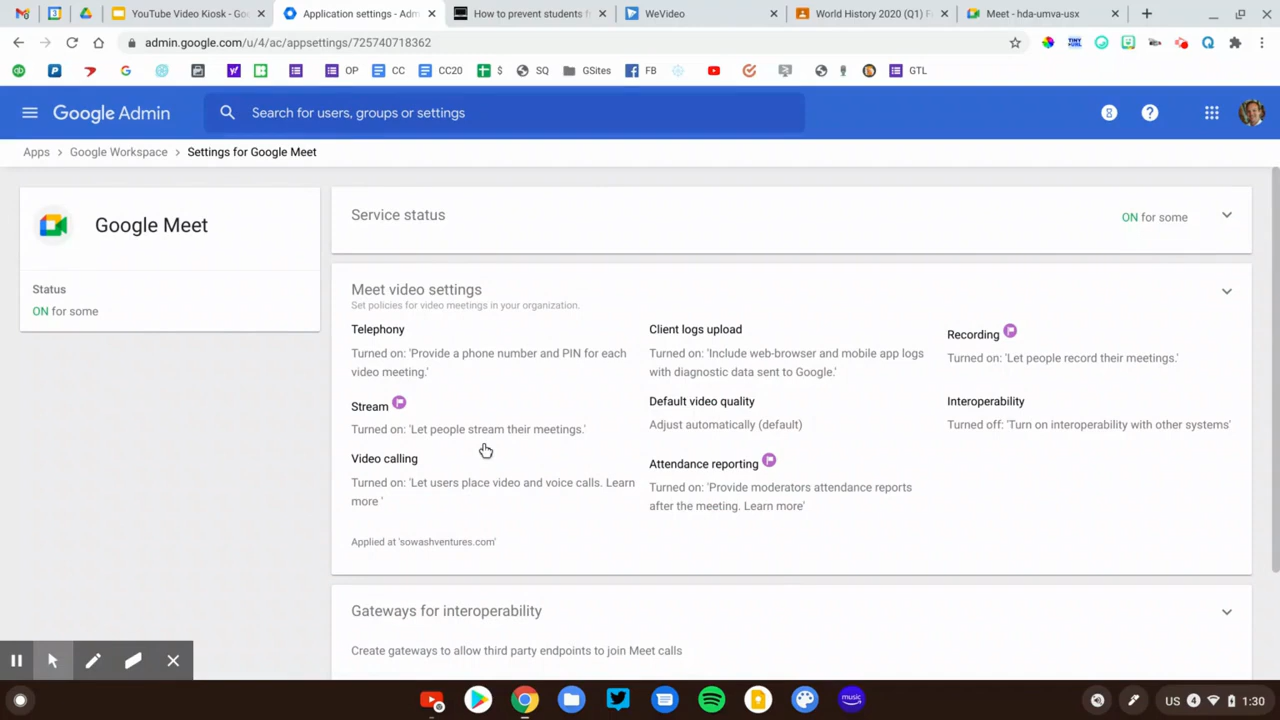 YouTube Video Kiosk - Goo
Application settings - Adm
How to prevent students f
WeVideo
World History 2020 (Q1) F
Meet - hda-umva-usx
admin.google.com/u/4/ac/appsettings/725740718362
OP
CC
CC20
$
SQ
GSites
FB
GTL
Google Admin
Search for users, groups or settings
Apps > Google Workspace > Settings for Google Meet
Google Meet
Status
ON for some
Service status
ON for some
Meet video settings
Set policies for video meetings in your organization.
Telephony
Turned on: 'Provide a phone number and PIN for each
video meeting.'
Client logs upload
Turned on: 'Include web-browser and mobile app logs
with diagnostic data sent to Google.'
Recording
Turned on: 'Let people record their meetings.'
Stream
Turned on: 'Let people stream their meetings.'
Default video quality
Adjust automatically (default)
Interoperability
Turned off: 'Turn on interoperability with other systems'
Video calling
Turned on: 'Let users place video and voice calls. Learn
more '
Attendance reporting
Turned on: 'Provide moderators attendance reports
after the meeting. Learn more'
Applied at 'sowashventures.com'
Gateways for interoperability
Create gateways to allow third party endpoints to join Meet calls
music
US
4
1:30